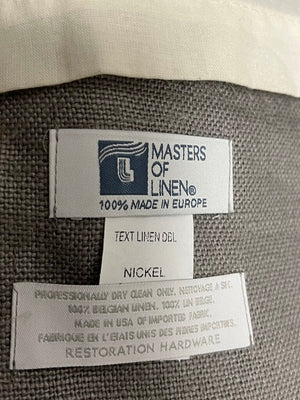 L
MASTERS
OF
LINEN®
100% MADE IN EUROPE
TEXT LINEN DBL
NICKEL
PROFESSIONALLY DRY CLEAN ONLY. NETTOYAGE A SEC.
100% BELGIAN LINEN. 100% LIN BELGE.
MADE IN USA OF IMPORTED FABRIC.
FABRIQUE EN L'ETATS UNIS DES FIBRES IMPORTES.
RESTORATION HARDWARE